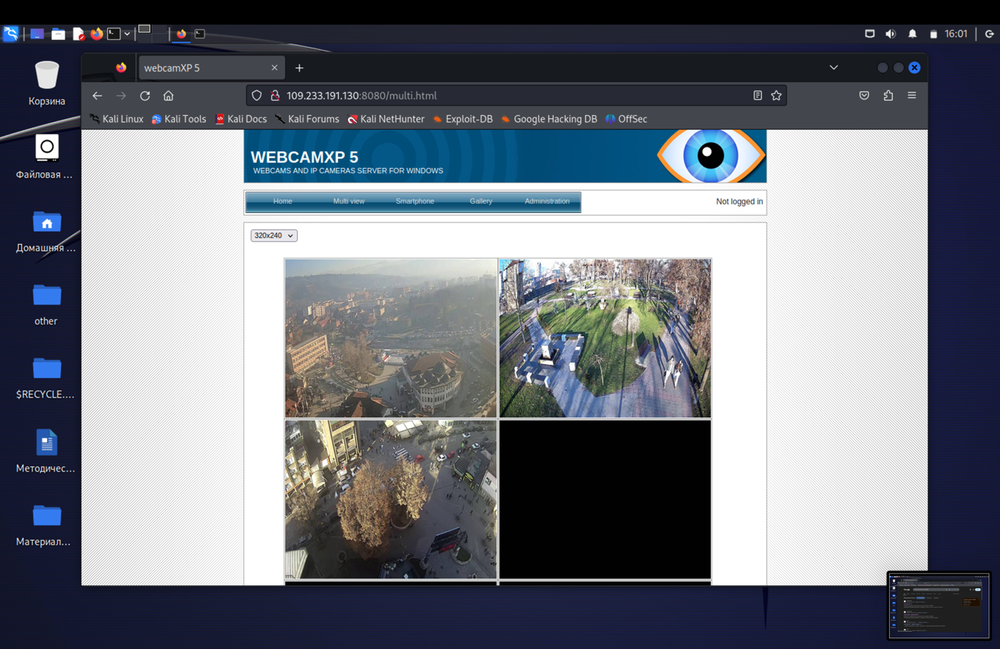 16:01
webcamXP 5
109.233.191.130:8080/multi.html
Kali Linux Kali Tools Kali Docs Kali Forums Kali NetHunter Exploit-DB Google Hacking DB OffSec
Корзина
Файловая ...
Домашняя ...
other
$RECYCLE....
Методичес...
Материал...
WEBCAMXP 5
WEBCAMS AND IP CAMERAS SERVER FOR WINDOWS
Home Multi view Smartphone Gallery Administration Not logged in
320x240